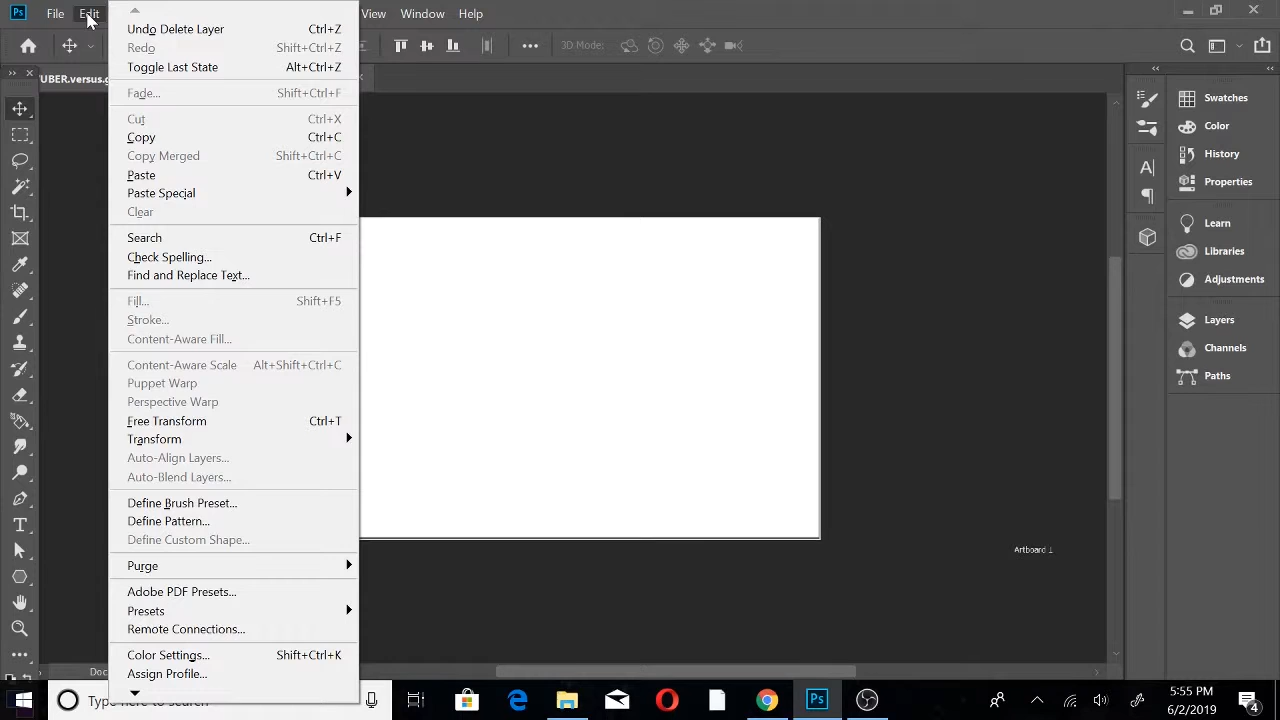 Ps File Edit View Window Help
3D Mode:
UBER.versus.g
Undo Delete Layer Ctrl+Z
Redo Shift+Ctrl+Z
Toggle Last State Alt+Ctrl+Z
Fade... Shift+Ctrl+F
Cut Ctrl+X
Copy Ctrl+C
Copy Merged Shift+Ctrl+C
Paste Ctrl+V
Paste Special
Clear
Search Ctrl+F
Check Spelling...
Find and Replace Text...
Fill... Shift+F5
Stroke...
Content-Aware Fill...
Content-Aware Scale Alt+Shift+Ctrl+C
Puppet Warp
Perspective Warp
Free Transform Ctrl+T
Transform
Auto-Align Layers...
Auto-Blend Layers...
Define Brush Preset...
Define Pattern...
Define Custom Shape...
Purge
Adobe PDF Presets...
Presets
Remote Connections...
Color Settings... Shift+Ctrl+K
Assign Profile...
Swatches
Color
History
Properties
Learn
Libraries
Adjustments
Layers
Channels
Paths
Artboard 1
Doc
Type here to search
Ps
5:55 PM
6/2/2019
4